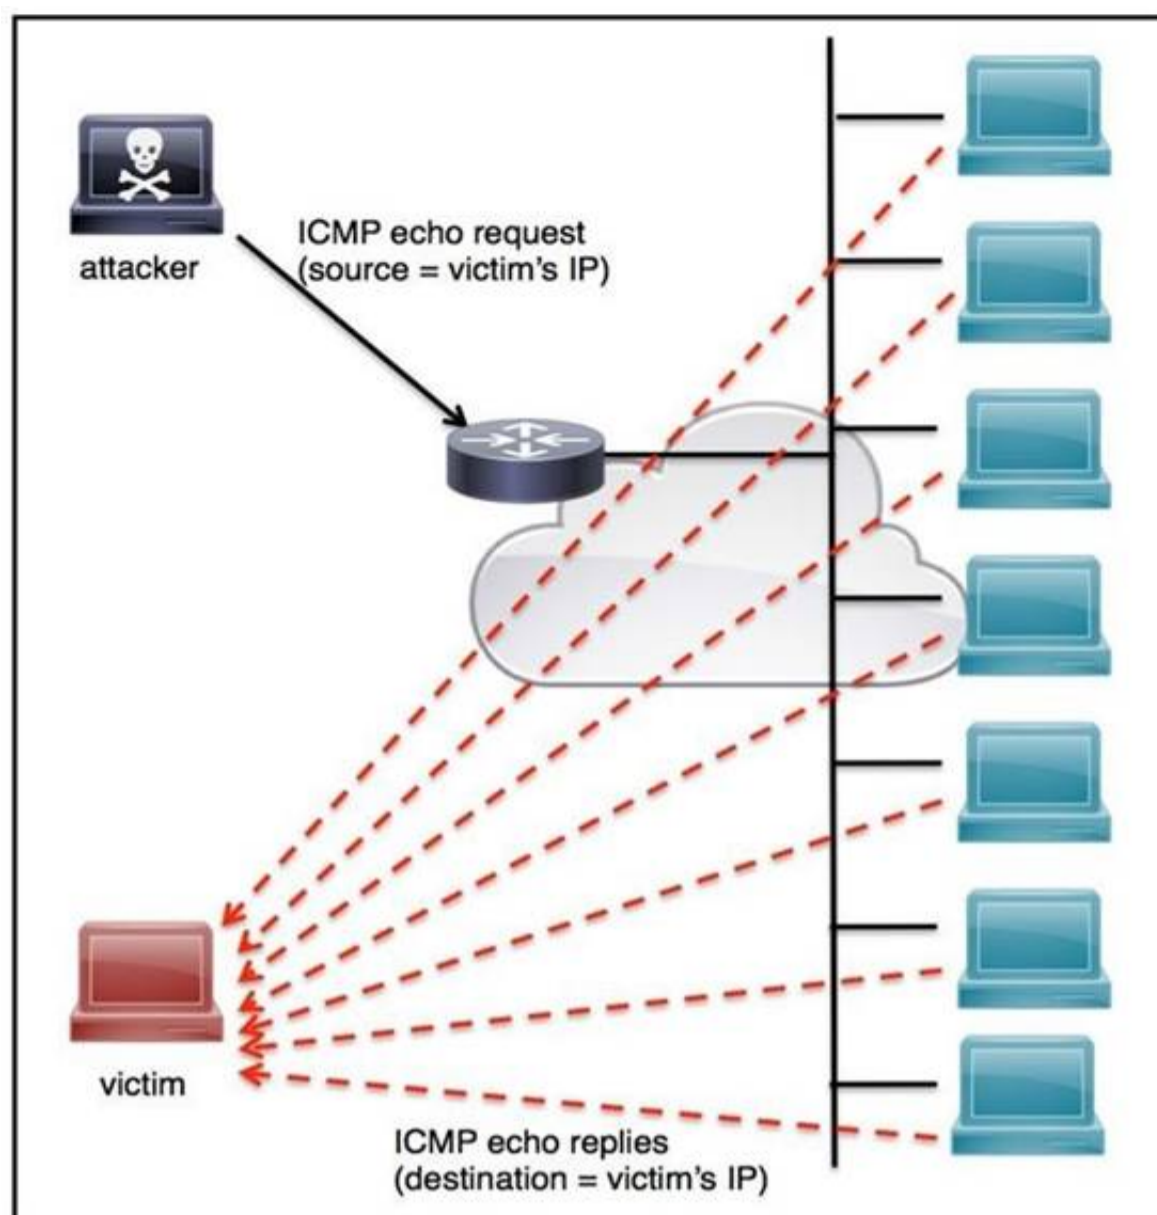 attacker
ICMP echo request
(source = victim's IP)
victim
ICMP echo replies
(destination = victim's IP)